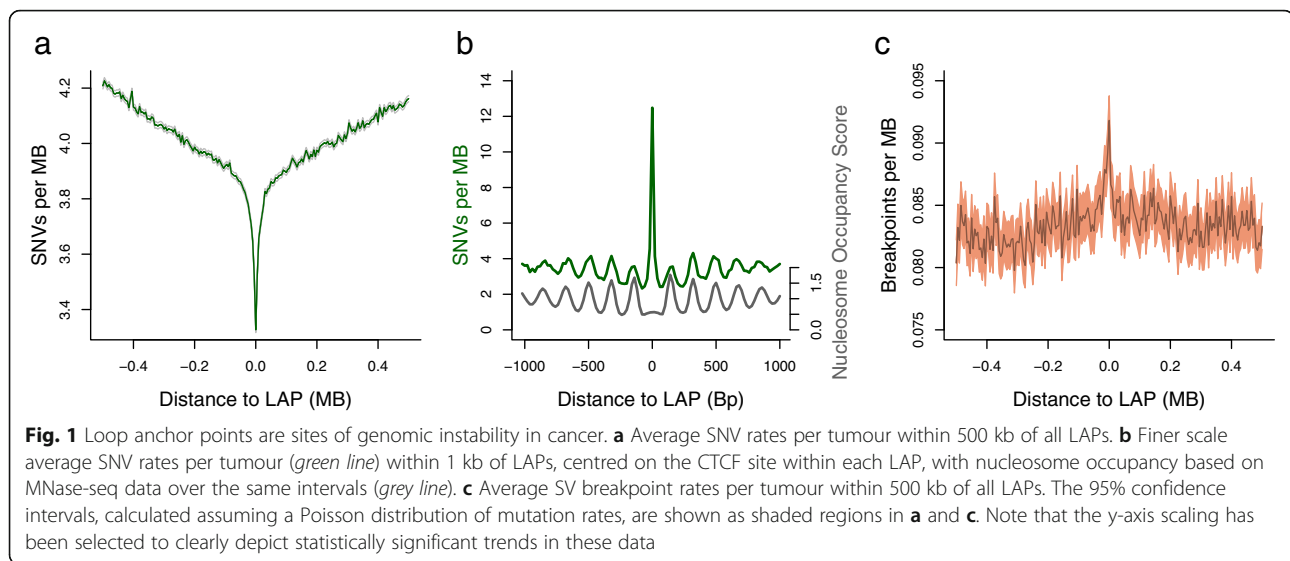 a
b
c
SNVs per MB
3.4 3.6 3.8 4.0 4.2
−0.4 −0.2 0.0 0.2 0.4
Distance to LAP (MB)
SNVs per MB
0 2 4 6 8 10 12 14
0.0 1.5
Nucleosome Occupancy Score
−1000 −500 0 500 1000
Distance to LAP (Bp)
Breakpoints per MB
0.075 0.080 0.085 0.090 0.095
−0.4 −0.2 0.0 0.2 0.4
Distance to LAP (MB)
Fig. 1 Loop anchor points are sites of genomic instability in cancer. a Average SNV rates per tumour within 500 kb of all LAPs. b Finer scale
average SNV rates per tumour (green line) within 1 kb of LAPs, centred on the CTCF site within each LAP, with nucleosome occupancy based on
MNase-seq data over the same intervals (grey line). c Average SV breakpoint rates per tumour within 500 kb of all LAPs. The 95% confidence
intervals, calculated assuming a Poisson distribution of mutation rates, are shown as shaded regions in a and c. Note that the y-axis scaling has
been selected to clearly depict statistically significant trends in these data